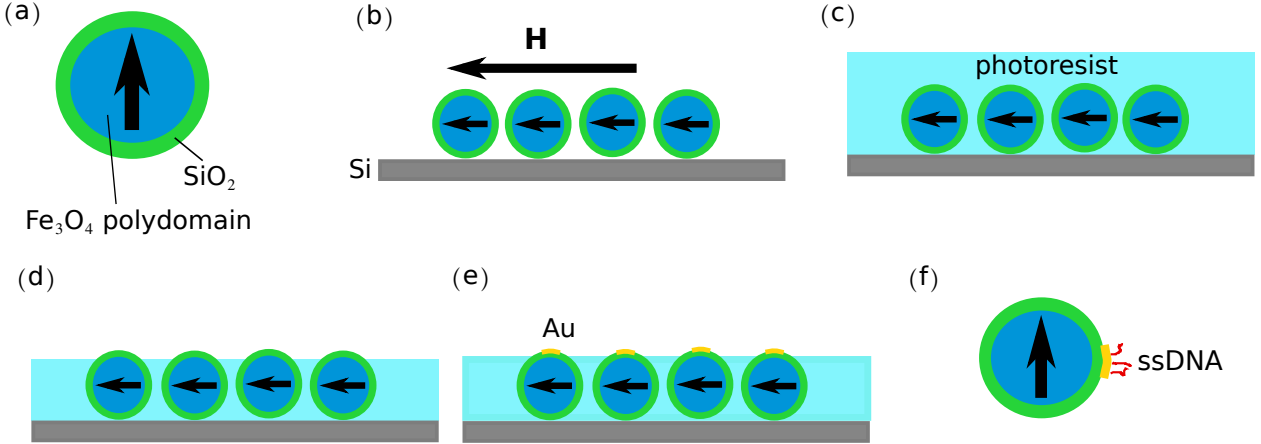 (a)
SiO₂
Fe₃O₄ polydomain
(b)
H
Si
(c)
photoresist
(d)
(e)
Au
(f)
ssDNA